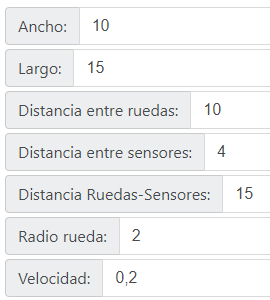 Ancho: 10
Largo: 15
Distancia entre ruedas: 10
Distancia entre sensores: 4
Distancia Ruedas-Sensores: 15
Radio rueda: 2
Velocidad: 0,2